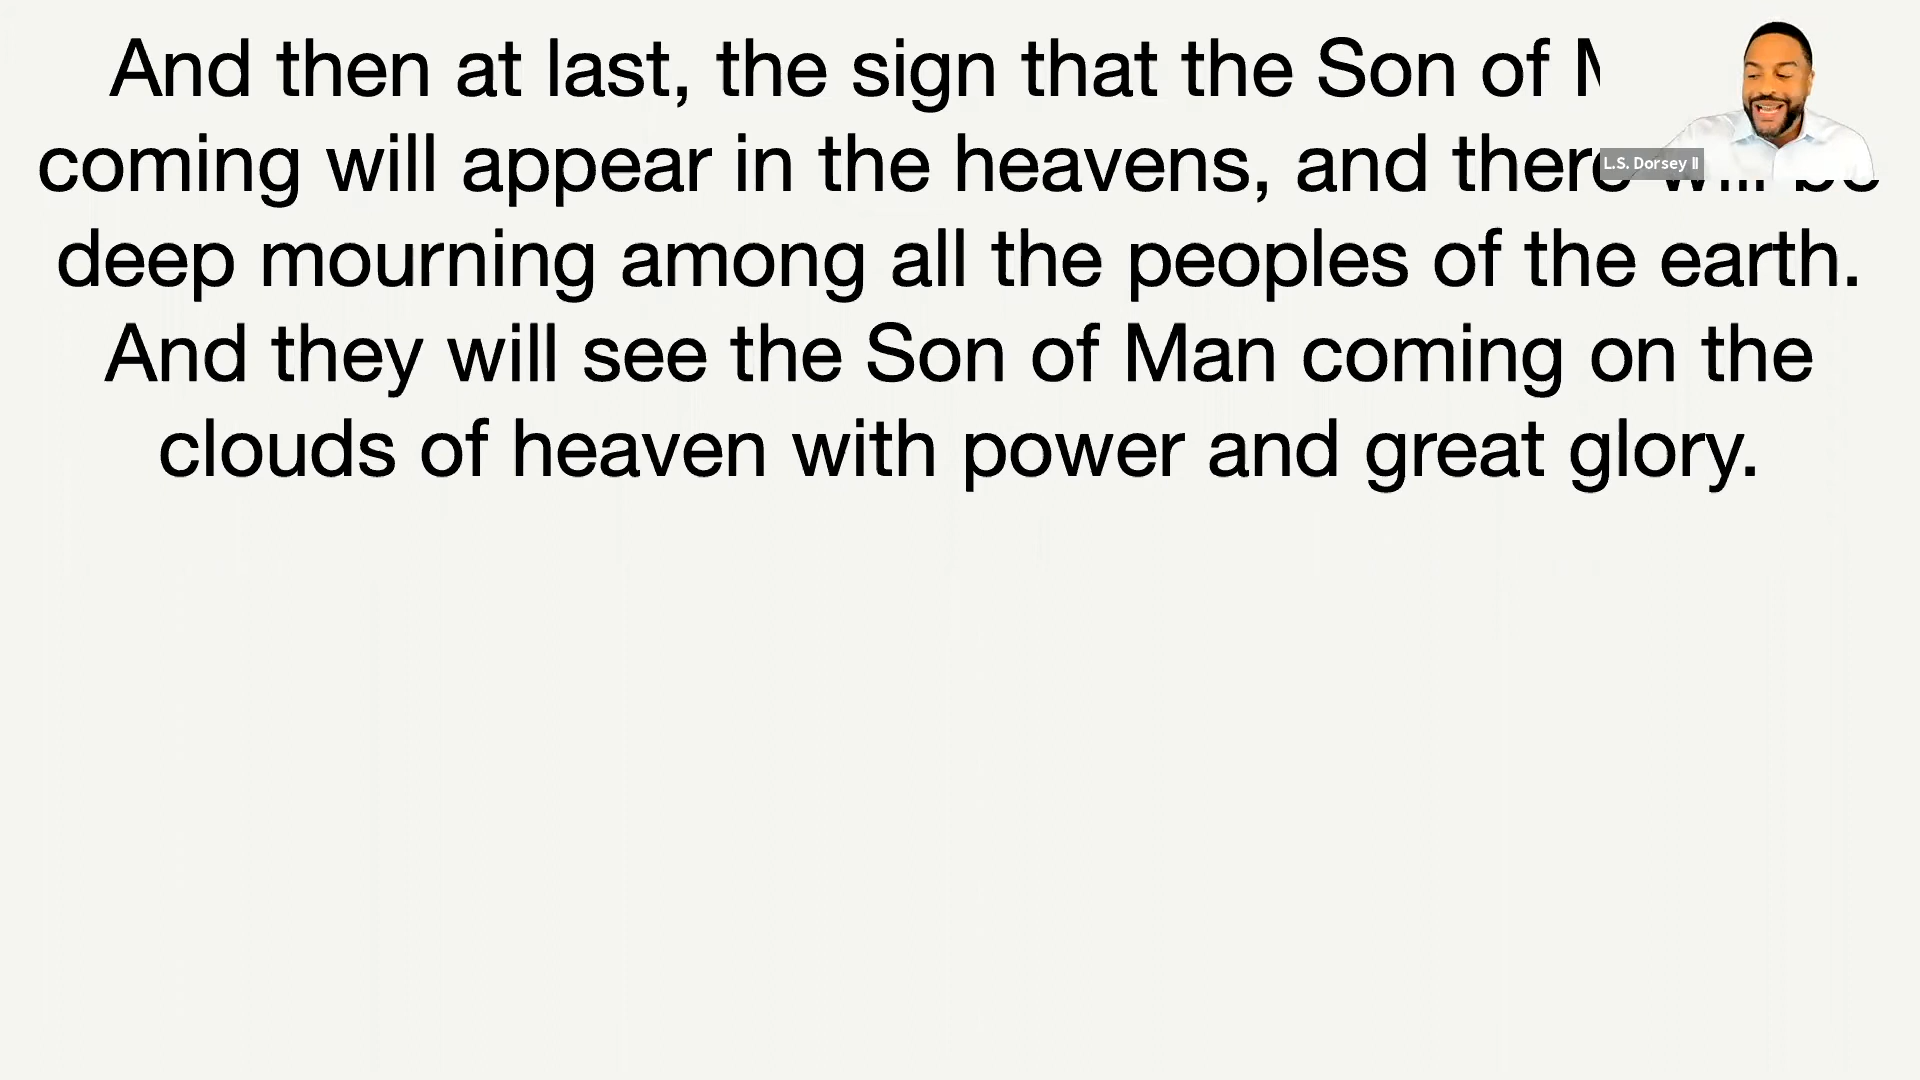 And then at last, the sign that the Son of
coming will appear in the heavens, and there will be
deep mourning among all the peoples of the earth.
And they will see the Son of Man coming on the
clouds of heaven with power and great glory.
L.S. Dorsey II